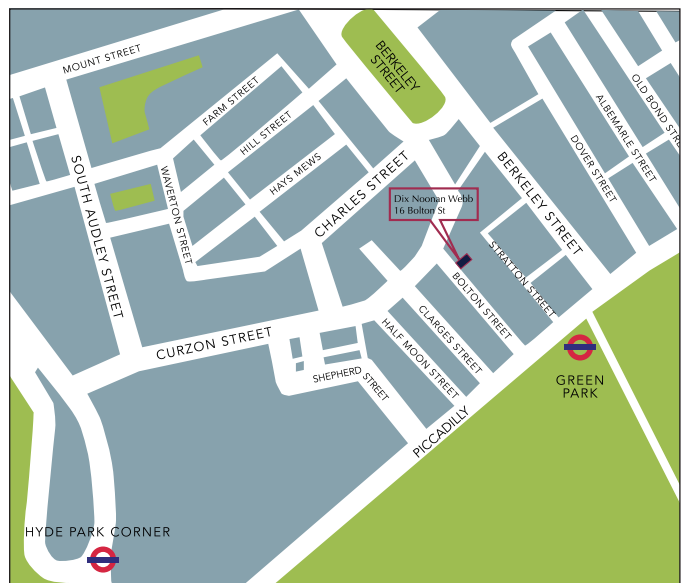 MOUNT STREET
BERKELEY
STREET
FARM STREET
HILL STREET
HAYS MEWS
OLD BOND STRE
ALBEMARLE STREET
DOVER STREET
SOUTH AUDLEY STREET
WAVERTON STREET
CHARLES STREET
BERKELEY STREET
Dix Noonan Webb
16 Bolton St
STRATTON STREET
BOLTON STREET
CLARGES STREET
HALF MOON STREET
CURZON STREET
SHEPHERD
STREET
GREEN
PARK
PICCADILLY
HYDE PARK CORNER